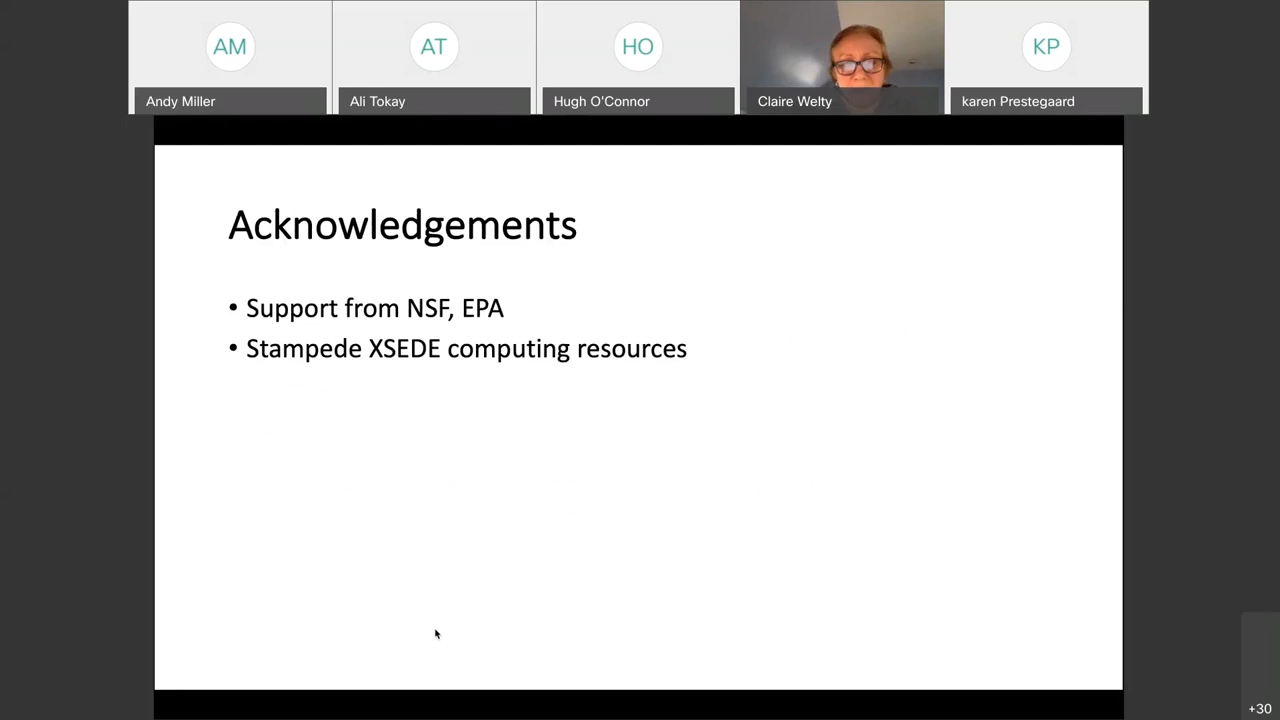 AM
AT
HO
KP
Andy Miller
Ali Tokay
Hugh O'Connor
Claire Welty
karen Prestegaard
Acknowledgements
• Support from NSF, EPA
• Stampede XSEDE computing resources
+30